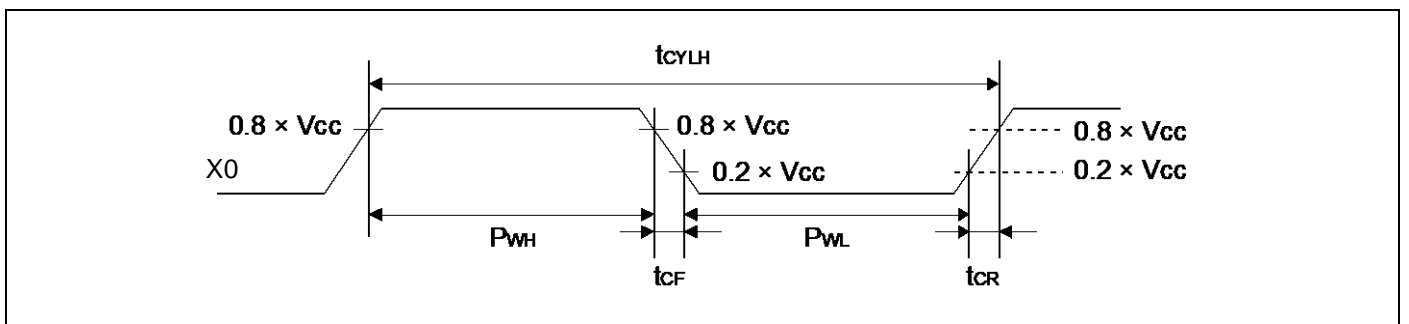 tCYLH
0.8 × Vcc
0.8 × Vcc
0.8 × Vcc
X0
0.2 × Vcc
0.2 × Vcc
PWH
PWL
tCF
tCR